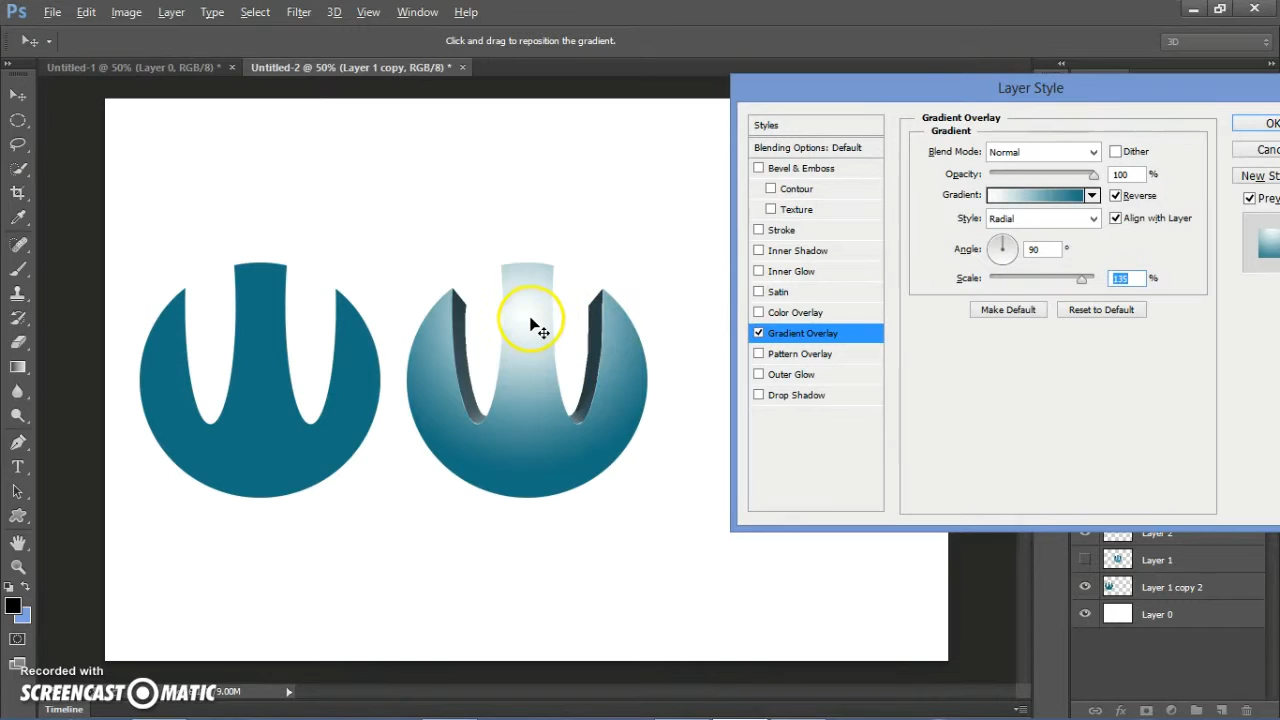 Ps File Edit Image Layer Type Select Filter 3D View Window Help
Click and drag to reposition the gradient.
3D
Untitled-1 @ 50% (Layer 0, RGB/8) * × Untitled-2 @ 50% (Layer 1 copy, RGB/8) * ×
Layer Style
Styles
Blending Options: Default
Bevel & Emboss
Contour
Texture
Stroke
Inner Shadow
Inner Glow
Satin
Color Overlay
Gradient Overlay
Pattern Overlay
Outer Glow
Drop Shadow
Gradient Overlay
Gradient
Blend Mode: Normal Dither
Opacity: 100 %
Gradient: Reverse
Style: Radial Align with Layer
Angle: 90 °
Scale: 135 %
Make Default Reset to Default
OK
Canc
New St
Prev
Layer 2
Layer 1
Layer 1 copy 2
Layer 0
Recorded with
SCREENCAST-O-MATIC
9.00M
Timeline